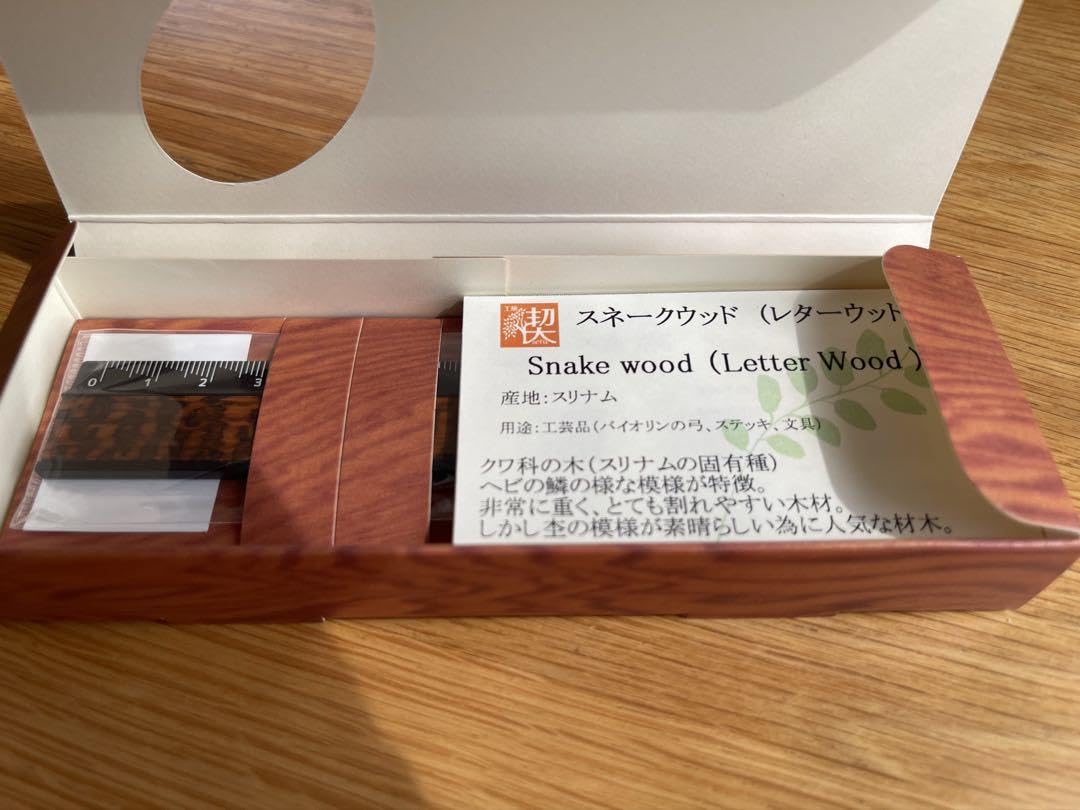 0 1 2 3
工房
楔
スネークウッド (レターウット
Snake wood (Letter Wood)
産地:スリナム
用途:工芸品(バイオリンの弓、ステッキ、文具)
クワ科の木(スリナムの固有種)
ヘビの鱗の様な模様が特徴。
非常に重く、とても割れやすい木材。
しかし杢の模様が素晴らしい為に人気な材木。